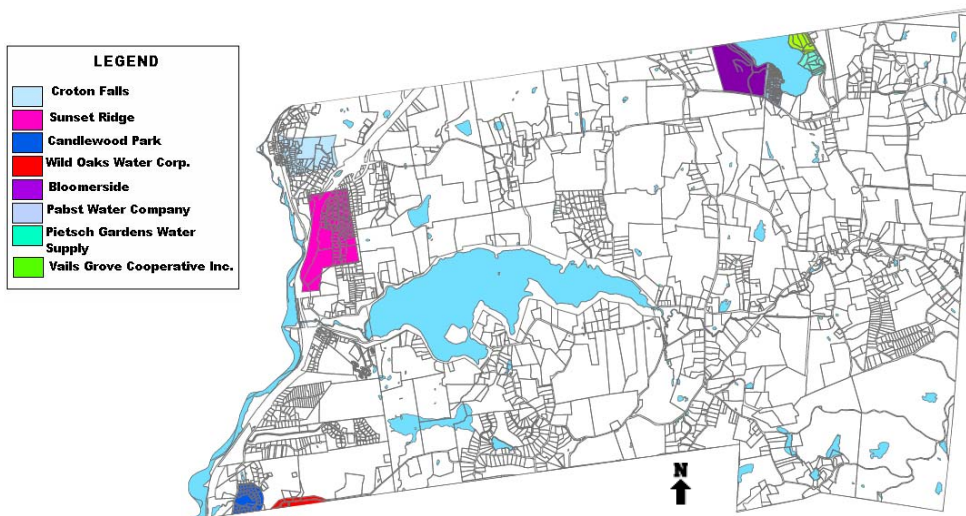 LEGEND
Croton Falls
Sunset Ridge
Candlewood Park
Wild Oaks Water Corp.
Bloomerside
Pabst Water Company
Pietsch Gardens Water
Supply
Vails Grove Cooperative Inc.
N